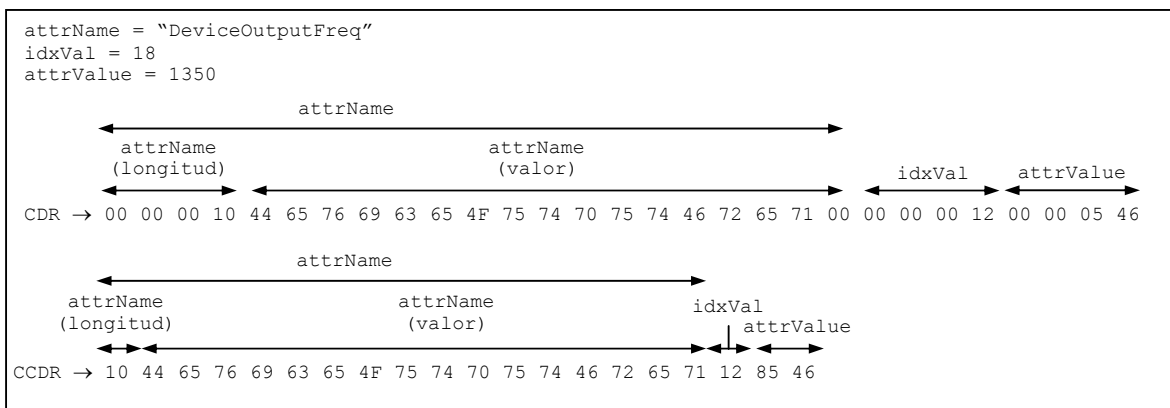 attrName = “DeviceOutputFreq”
idxVal = 18
attrValue = 1350
attrName
attrName (longitud)
attrName (valor)
idxVal
attrValue
CDR → 00 00 00 10 44 65 76 69 63 65 4F 75 74 70 75 74 46 72 65 71 00 00 00 00 12 00 00 05 46
attrName
attrName (longitud)
attrName (valor)
idxVal
attrValue
CCDR → 10 44 65 76 69 63 65 4F 75 74 70 75 74 46 72 65 71 12 85 46